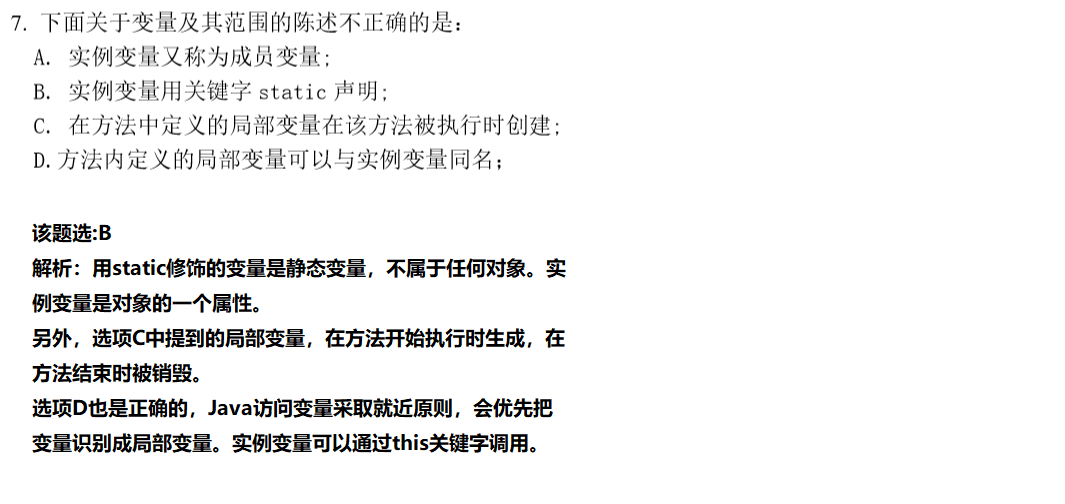 7. 下面关于变量及其范围的陈述不正确的是：
A. 实例变量又称为成员变量;
B. 实例变量用关键字 static 声明;
C. 在方法中定义的局部变量在该方法被执行时创建;
D.方法内定义的局部变量可以与实例变量同名；
该题选:B
解析：用static修饰的变量是静态变量，不属于任何对象。实
例变量是对象的一个属性。
另外，选项C中提到的局部变量，在方法开始执行时生成，在
方法结束时被销毁。
选项D也是正确的，Java访问变量采取就近原则，会优先把
变量识别成局部变量。实例变量可以通过this关键字调用。